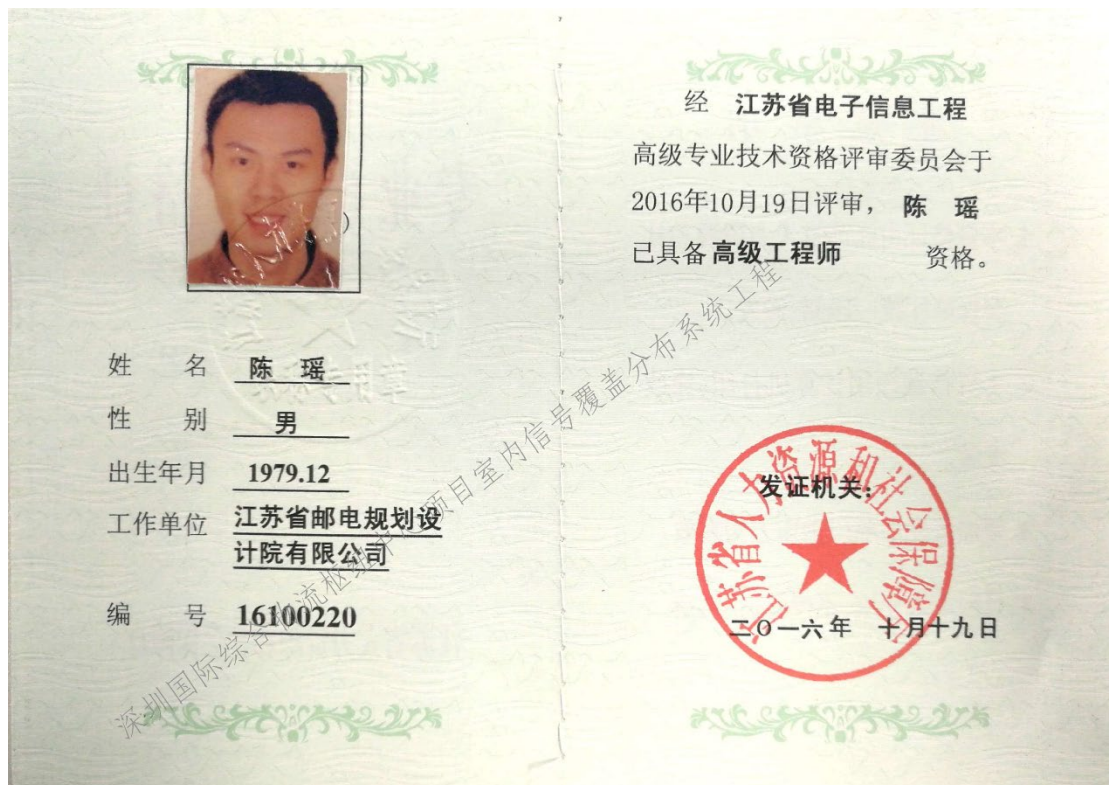 姓 名 陈 瑶
性 别 男
出生年月 1979.12
工作单位 江苏省邮电规划设
计院有限公司
编 号 16100220
经 江苏省电子信息工程
高级专业技术资格评审委员会于
2016年10月19日评审， 陈 瑶
已具备 高级工程师 资格。
发证机关：
江苏省人力资源和社会保障厅
二〇一六年 十月十九日
深圳国际综合物流枢纽中心项目室内信号覆盖分布系统工程